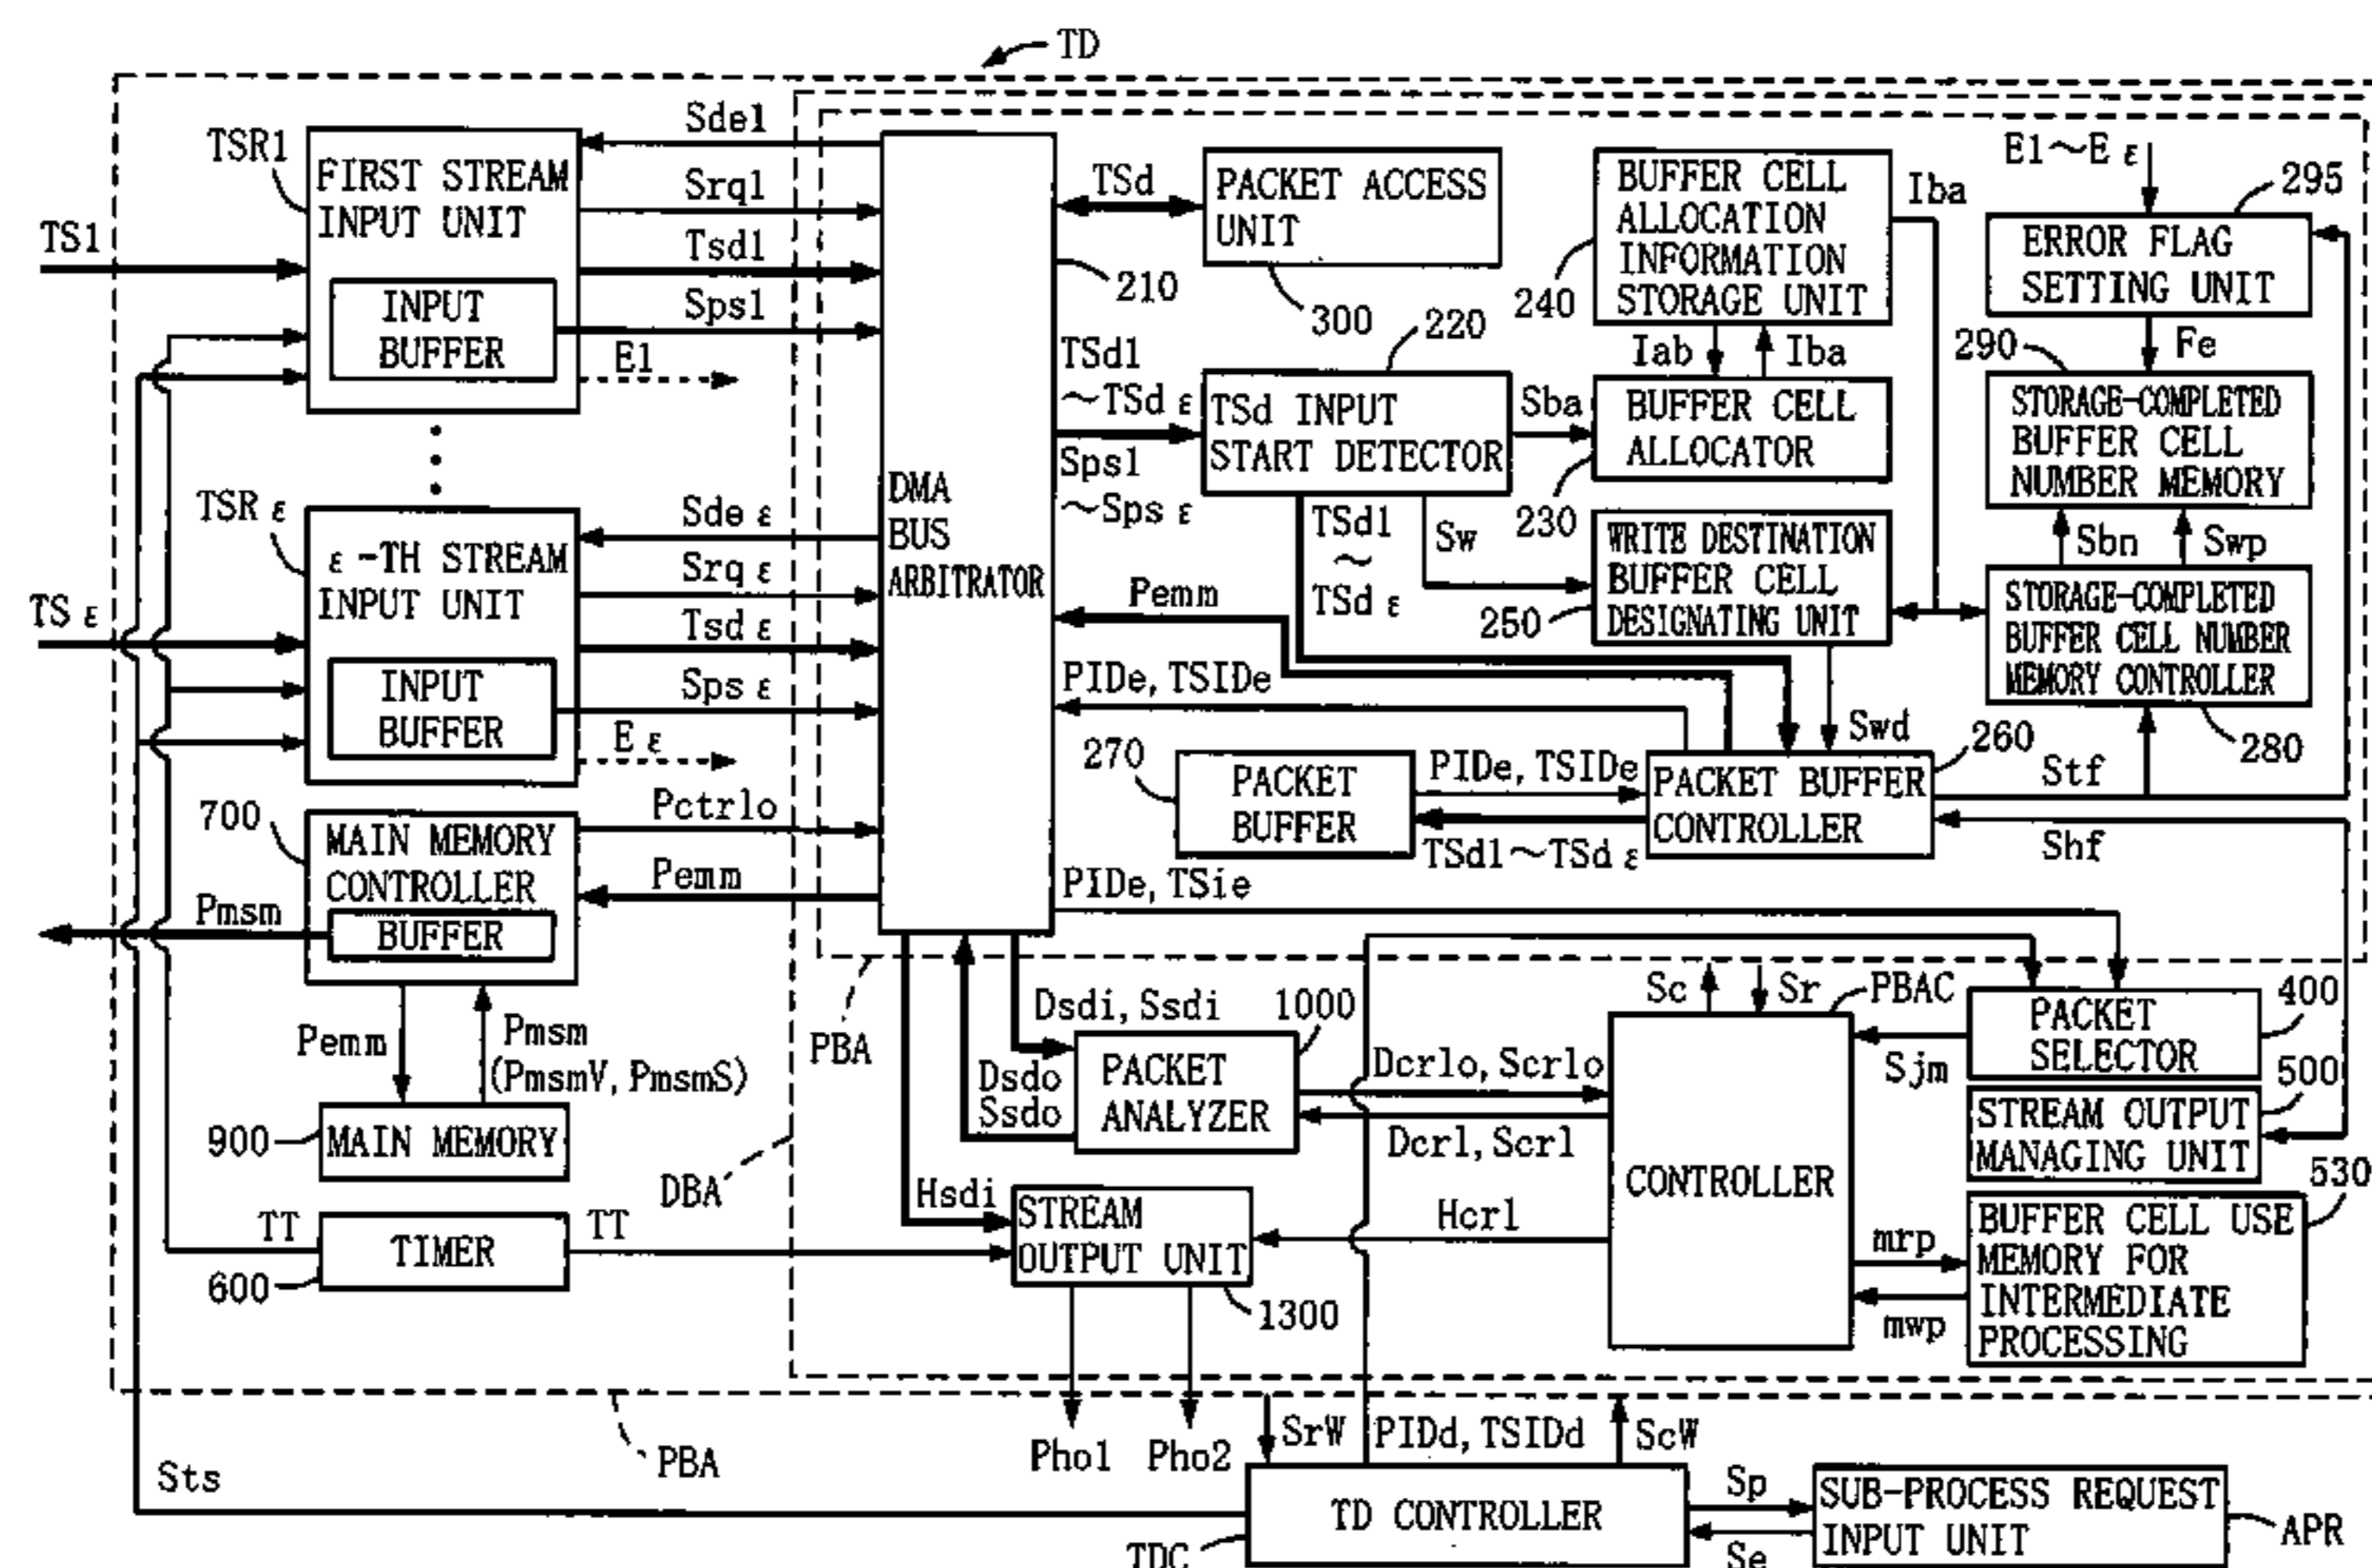 TD
TSR1
FIRST STREAM
INPUT UNIT
INPUT
BUFFER
TS1
Sde1
Srq1
Tsd1
Sps1
E1
TSR ε
ε-TH STREAM
INPUT UNIT
INPUT
BUFFER
TS ε
Sde ε
Srq ε
Tsd ε
Sps ε
E ε
DMA
BUS
ARBITRATOR
210
TSd
PACKET ACCESS
UNIT
300
TSd1
~TSd ε
Sps1
~Sps ε
220
TSd INPUT
START DETECTOR
Sba
240
BUFFER CELL
ALLOCATION
INFORMATION
STORAGE UNIT
Iba
Iab
Iba
BUFFER CELL
ALLOCATOR
230
E1~E ε
295
ERROR FLAG
SETTING UNIT
Fe
290
STORAGE-COMPLETED
BUFFER CELL
NUMBER MEMORY
Sbn
Swp
STORAGE-COMPLETED
BUFFER CELL NUMBER
MEMORY CONTROLLER
280
TSd1
~
TSd ε
Sw
WRITE DESTINATION
BUFFER CELL
DESIGNATING UNIT
250
Pemm
PIDe, TSIDe
Swd
260
270
PACKET
BUFFER
PIDe, TSIDe
TSd1~TSd ε
PACKET BUFFER
CONTROLLER
Stf
Shf
PIDe, TSie
700
MAIN MEMORY
CONTROLLER
BUFFER
Pctrlo
Pemm
Pmsm
Pemm
Pmsm
(PmsmV, PmsmS)
900
MAIN MEMORY
TT
TIMER
TT
600
PBA
DBA
Dsdi, Ssdi
1000
Dsdo
Ssdo
PACKET
ANALYZER
Dcrlo, Scrlo
Dcrl, Scrl
Hsdi
STREAM
OUTPUT UNIT
1300
Hcrl
Sc
Sr
PBAC
CONTROLLER
400
PACKET
SELECTOR
Sjm
500
STREAM OUTPUT
MANAGING UNIT
530
BUFFER CELL USE
MEMORY FOR
INTERMEDIATE
PROCESSING
mrp
mwp
Pho1
Pho2
PBA
Sts
SrW
PIDd, TSIDd
ScW
TD CONTROLLER
TDC
Sp
Se
SUB-PROCESS REQUEST
INPUT UNIT
APR